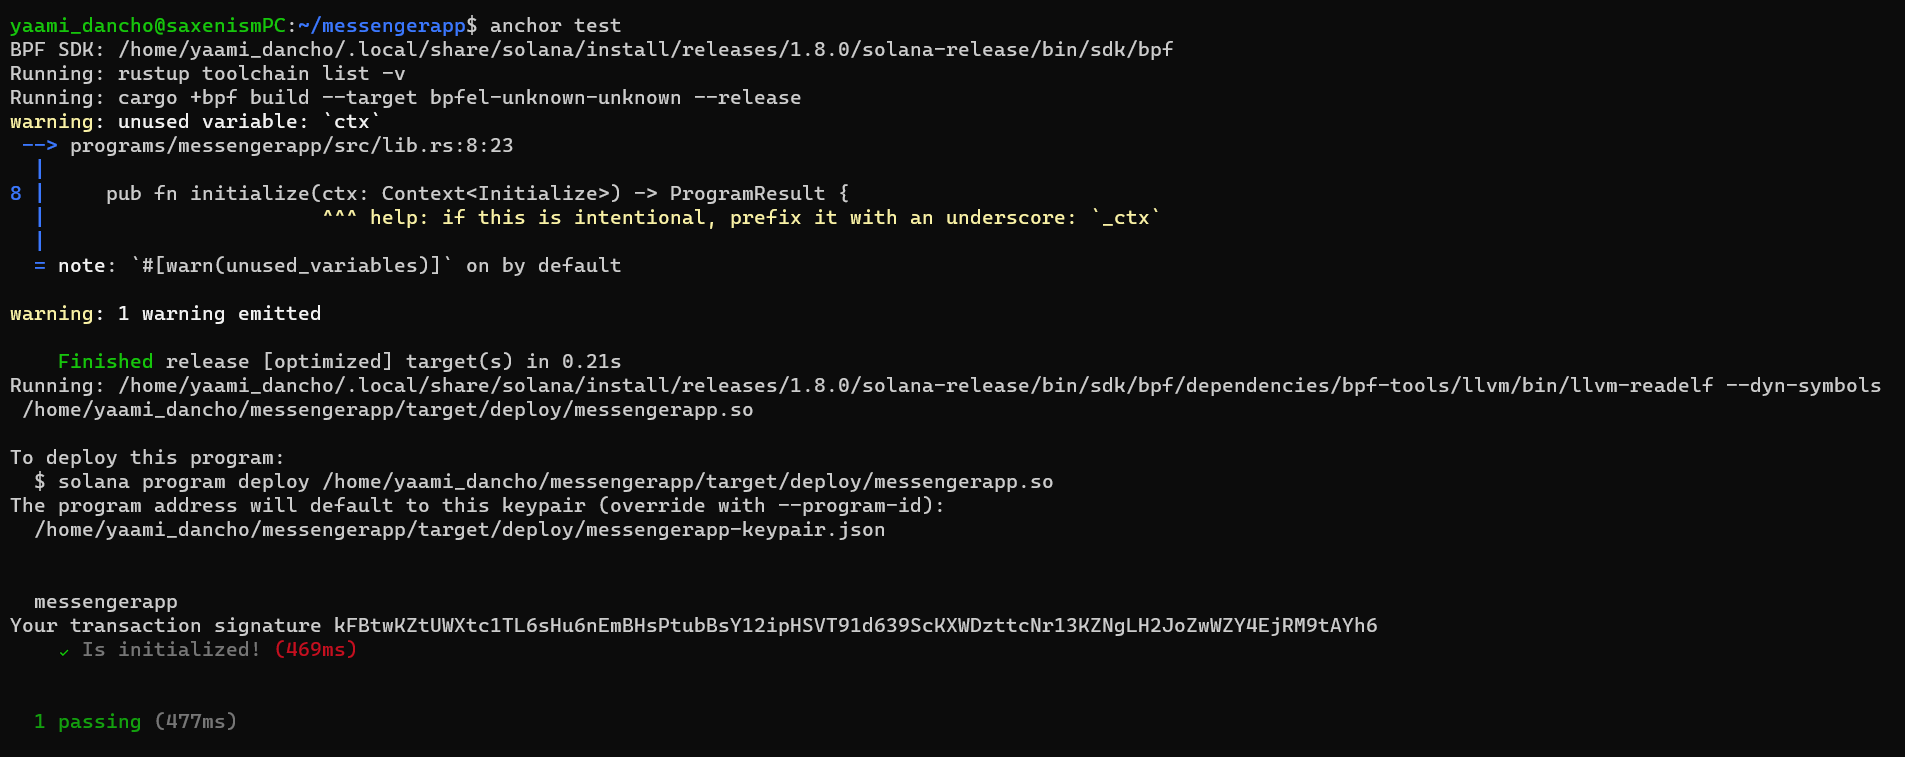 yaami_dancho@saxenismPC:~/messengerapp$ anchor test
BPF SDK: /home/yaami_dancho/.local/share/solana/install/releases/1.8.0/solana-release/bin/sdk/bpf
Running: rustup toolchain list -v
Running: cargo +bpf build --target bpfel-unknown-unknown --release
warning: unused variable: `ctx`
 --> programs/messengerapp/src/lib.rs:8:23
  |
8 |     pub fn initialize(ctx: Context<Initialize>) -> ProgramResult {
  |                       ^^^ help: if this is intentional, prefix it with an underscore: `_ctx`
  |
  = note: `#[warn(unused_variables)]` on by default

warning: 1 warning emitted

    Finished release [optimized] target(s) in 0.21s
Running: /home/yaami_dancho/.local/share/solana/install/releases/1.8.0/solana-release/bin/sdk/bpf/dependencies/bpf-tools/llvm/bin/llvm-readelf --dyn-symbols
 /home/yaami_dancho/messengerapp/target/deploy/messengerapp.so

To deploy this program:
  $ solana program deploy /home/yaami_dancho/messengerapp/target/deploy/messengerapp.so
The program address will default to this keypair (override with --program-id):
  /home/yaami_dancho/messengerapp/target/deploy/messengerapp-keypair.json


  messengerapp
Your transaction signature kFBtwKZtUWXtc1TL6sHu6nEmBHsPtubBsY12ipHSVT91d639ScKXWDzttcNr13KZNgLH2JoZwWZY4EjRM9tAYh6
    ✓ Is initialized! (469ms)


  1 passing (477ms)